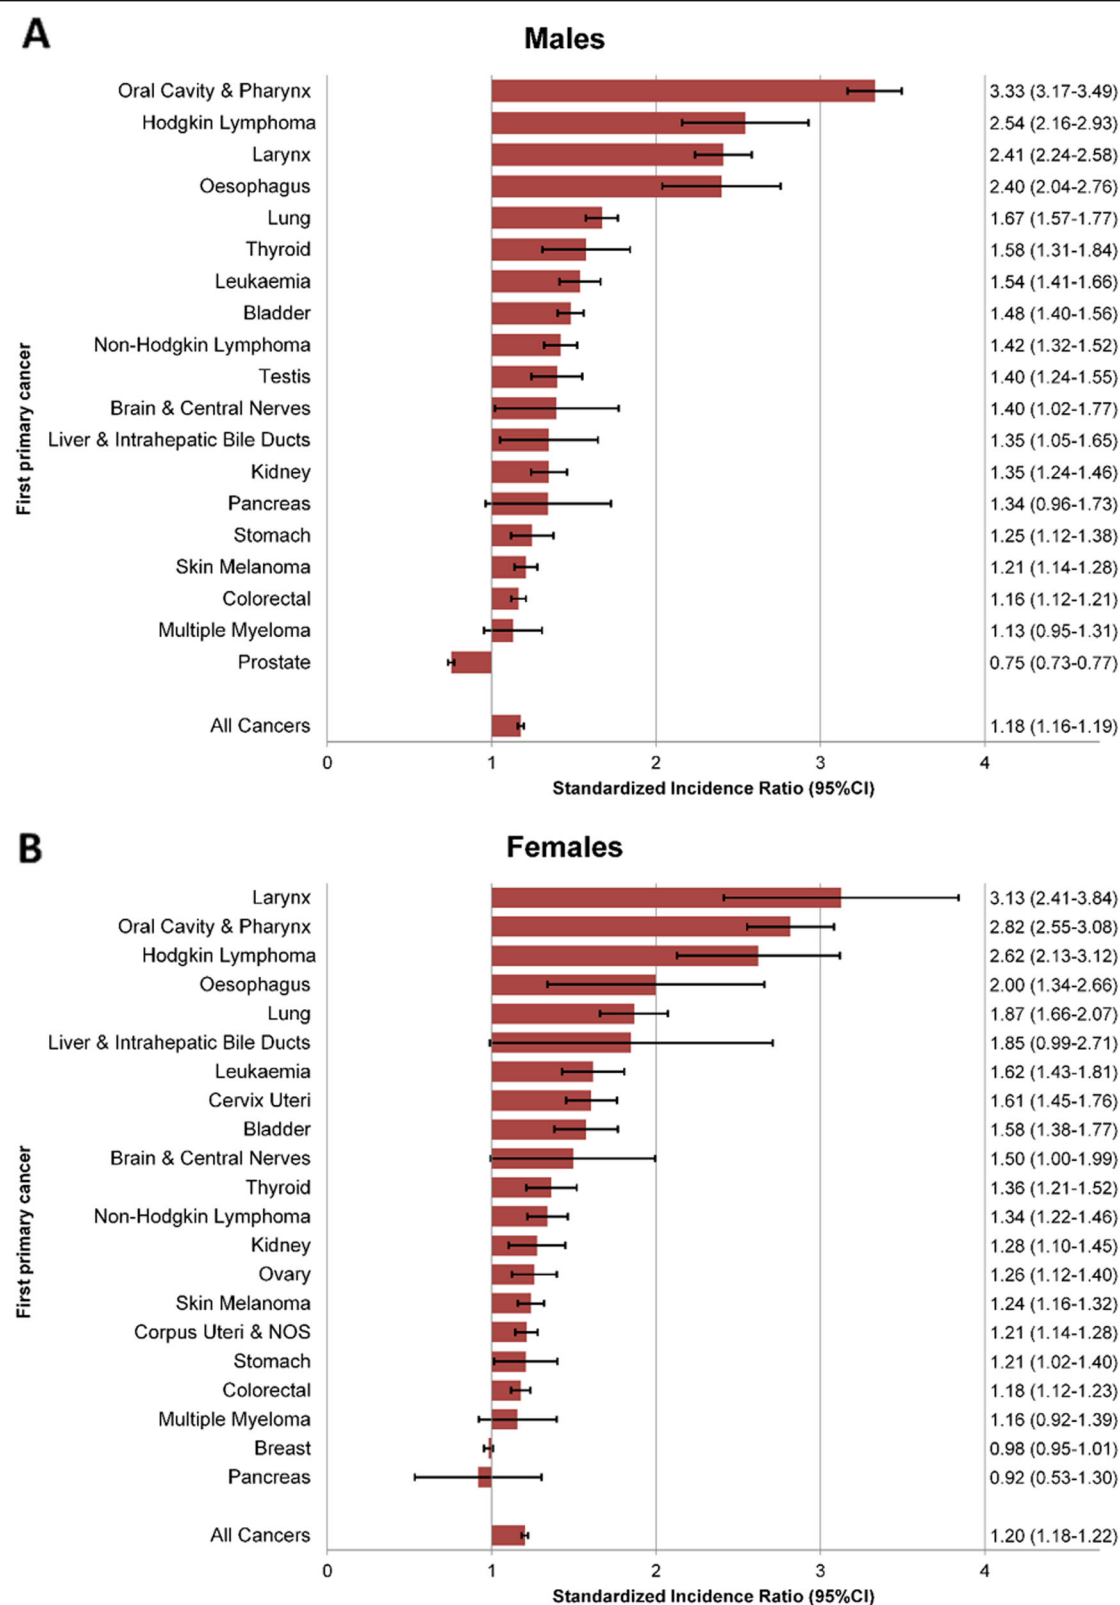 A
Males
First primary cancer
Oral Cavity & Pharynx 3.33 (3.17-3.49)
Hodgkin Lymphoma 2.54 (2.16-2.93)
Larynx 2.41 (2.24-2.58)
Oesophagus 2.40 (2.04-2.76)
Lung 1.67 (1.57-1.77)
Thyroid 1.58 (1.31-1.84)
Leukaemia 1.54 (1.41-1.66)
Bladder 1.48 (1.40-1.56)
Non-Hodgkin Lymphoma 1.42 (1.32-1.52)
Testis 1.40 (1.24-1.55)
Brain & Central Nerves 1.40 (1.02-1.77)
Liver & Intrahepatic Bile Ducts 1.35 (1.05-1.65)
Kidney 1.35 (1.24-1.46)
Pancreas 1.34 (0.96-1.73)
Stomach 1.25 (1.12-1.38)
Skin Melanoma 1.21 (1.14-1.28)
Colorectal 1.16 (1.12-1.21)
Multiple Myeloma 1.13 (0.95-1.31)
Prostate 0.75 (0.73-0.77)
All Cancers 1.18 (1.16-1.19)
0 1 2 3 4
Standardized Incidence Ratio (95%CI)
B
Females
First primary cancer
Larynx 3.13 (2.41-3.84)
Oral Cavity & Pharynx 2.82 (2.55-3.08)
Hodgkin Lymphoma 2.62 (2.13-3.12)
Oesophagus 2.00 (1.34-2.66)
Lung 1.87 (1.66-2.07)
Liver & Intrahepatic Bile Ducts 1.85 (0.99-2.71)
Leukaemia 1.62 (1.43-1.81)
Cervix Uteri 1.61 (1.45-1.76)
Bladder 1.58 (1.38-1.77)
Brain & Central Nerves 1.50 (1.00-1.99)
Thyroid 1.36 (1.21-1.52)
Non-Hodgkin Lymphoma 1.34 (1.22-1.46)
Kidney 1.28 (1.10-1.45)
Ovary 1.26 (1.12-1.40)
Skin Melanoma 1.24 (1.16-1.32)
Corpus Uteri & NOS 1.21 (1.14-1.28)
Stomach 1.21 (1.02-1.40)
Colorectal 1.18 (1.12-1.23)
Multiple Myeloma 1.16 (0.92-1.39)
Breast 0.98 (0.95-1.01)
Pancreas 0.92 (0.53-1.30)
All Cancers 1.20 (1.18-1.22)
0 1 2 3 4
Standardized Incidence Ratio (95%CI)